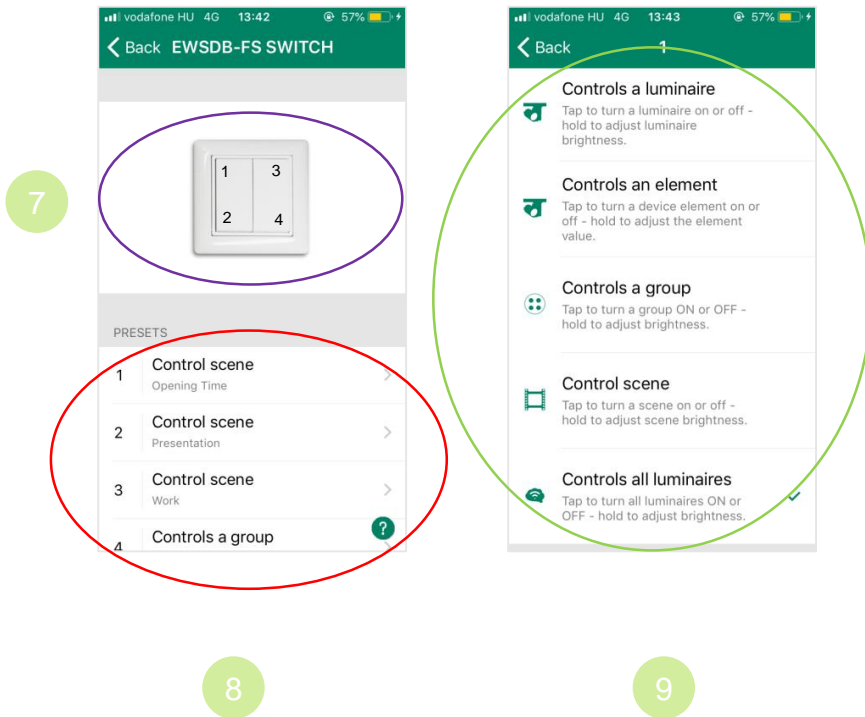 vodafone HU 4G 13:42 57%
Back EWSDB-FS SWITCH
1 3
2 4
7
PRESETS
1 Control scene
Opening Time
2 Control scene
Presentation
3 Control scene
Work
4 Controls a group
?
8
vodafone HU 4G 13:43 57%
Back 1
Controls a luminaire
Tap to turn a luminaire on or off -
hold to adjust luminaire
brightness.
Controls an element
Tap to turn a device element on or
off - hold to adjust the element
value.
Controls a group
Tap to turn a group ON or OFF -
hold to adjust brightness.
Control scene
Tap to turn a scene on or off -
hold to adjust scene brightness.
Controls all luminaires
Tap to turn all luminaires ON or
OFF - hold to adjust brightness.
9